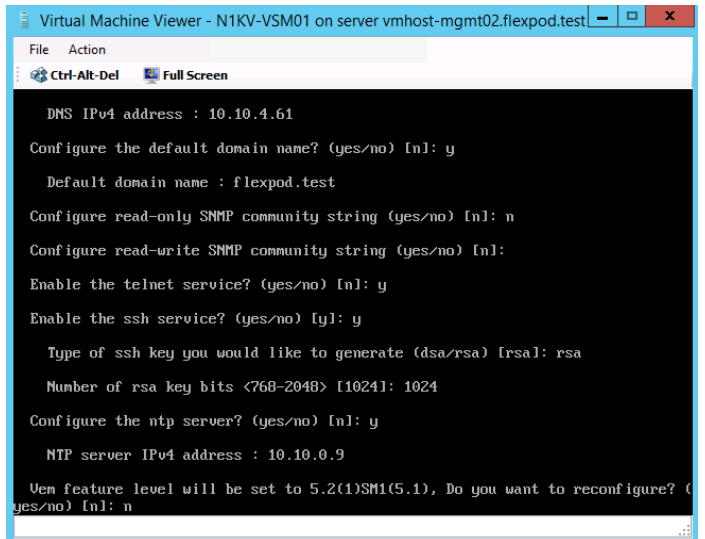 Virtual Machine Viewer - N1KV-VSM01 on server vmhost-mgmt02.flexpod.test
File Action
Ctrl-Alt-Del Full Screen
DNS IPv4 address : 10.10.4.61
Configure the default domain name? (yes/no) [n]: y
Default domain name : flexpod.test
Configure read-only SNMP community string (yes/no) [n]: n
Configure read-write SNMP community string (yes/no) [n]:
Enable the telnet service? (yes/no) [n]: y
Enable the ssh service? (yes/no) [y]: y
Type of ssh key you would like to generate (dsa/rsa) [rsa]: rsa
Number of rsa key bits <768-2048> [1024]: 1024
Configure the ntp server? (yes/no) [n]: y
NTP server IPv4 address : 10.10.0.9
Vem feature level will be set to 5.2(1)SM1(5.1), Do you want to reconfigure? (
yes/no) [n]: n